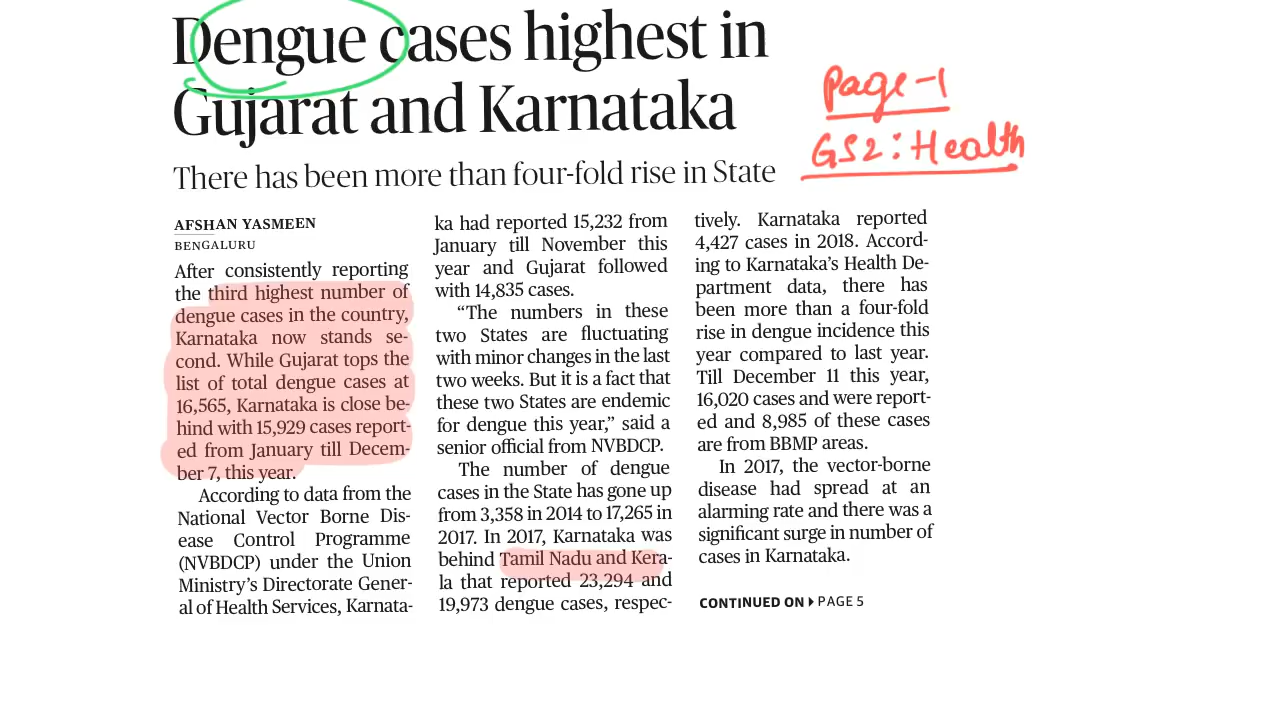 Dengue cases highest in
Gujarat and Karnataka
Page-1
GS2: Health
There has been more than four-fold rise in State
AFSHAN YASMEEN
BENGALURU
After consistently reporting
the third highest number of
dengue cases in the country,
Karnataka now stands se-
cond. While Gujarat tops the
list of total dengue cases at
16,565, Karnataka is close be-
hind with 15,929 cases report-
ed from January till Decem-
ber 7, this year.
According to data from the
National Vector Borne Dis-
ease Control Programme
(NVBDCP) under the Union
Ministry's Directorate Gener-
al of Health Services, Karnata-
ka had reported 15,232 from
January till November this
year and Gujarat followed
with 14,835 cases.
“The numbers in these
two States are fluctuating
with minor changes in the last
two weeks. But it is a fact that
these two States are endemic
for dengue this year,” said a
senior official from NVBDCP.
The number of dengue
cases in the State has gone up
from 3,358 in 2014 to 17,265 in
2017. In 2017, Karnataka was
behind Tamil Nadu and Kera-
la that reported 23,294 and
19,973 dengue cases, respec-
tively. Karnataka reported
4,427 cases in 2018. Accord-
ing to Karnataka's Health De-
partment data, there has
been more than a four-fold
rise in dengue incidence this
year compared to last year.
Till December 11 this year,
16,020 cases and were report-
ed and 8,985 of these cases
are from BBMP areas.
In 2017, the vector-borne
disease had spread at an
alarming rate and there was a
significant surge in number of
cases in Karnataka.
CONTINUED ON PAGE 5